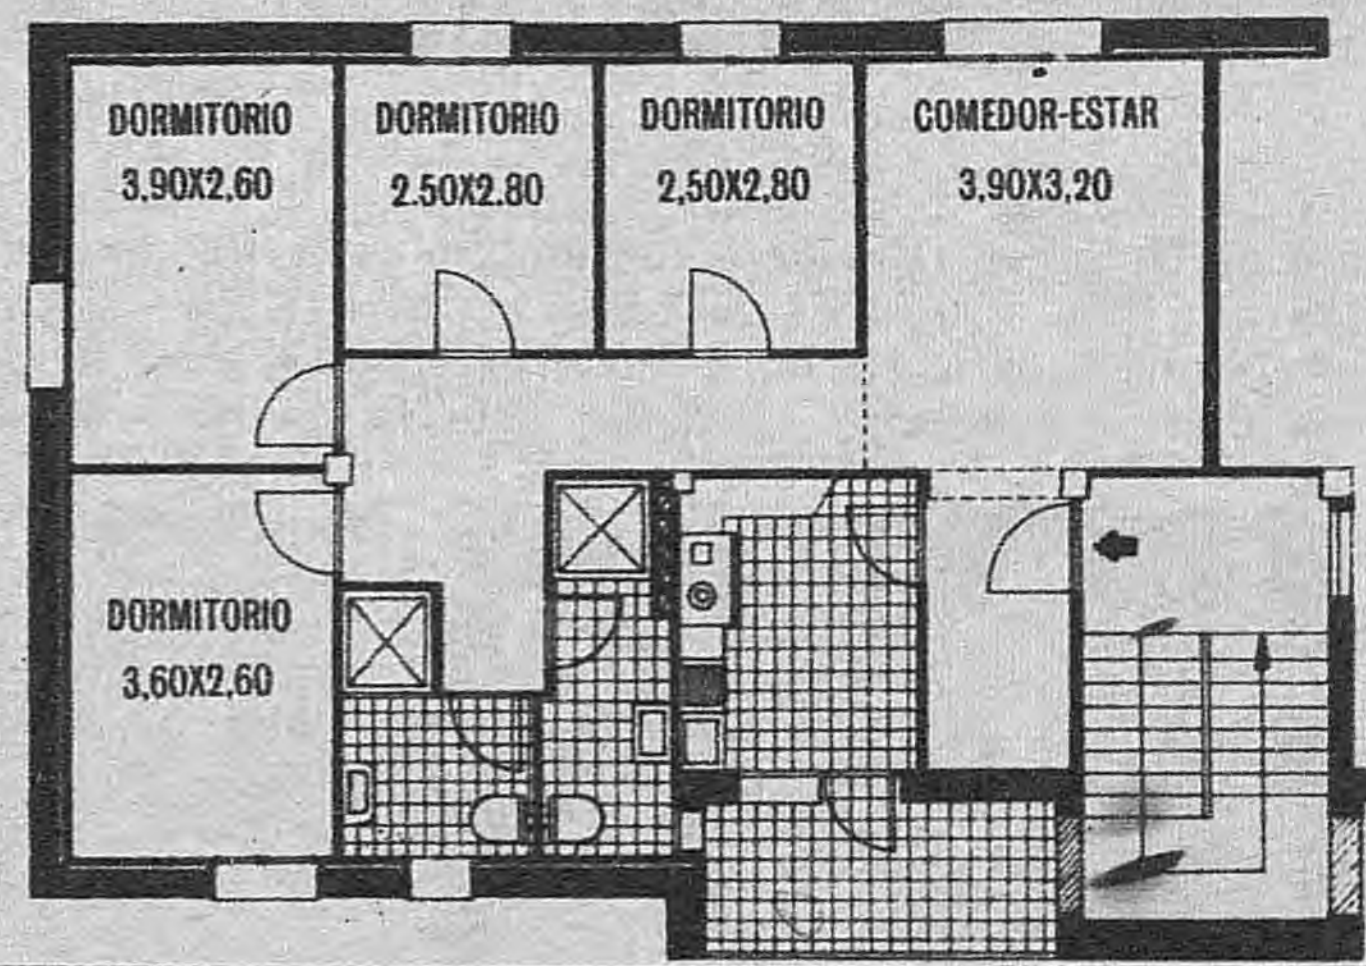 DORMITORIO
3,90X2,60
DORMITORIO
2.50X2.80
DORMITORIO
2,50X2,80
COMEDOR-ESTAR
3,90X3,20
DORMITORIO
3,60X2,60